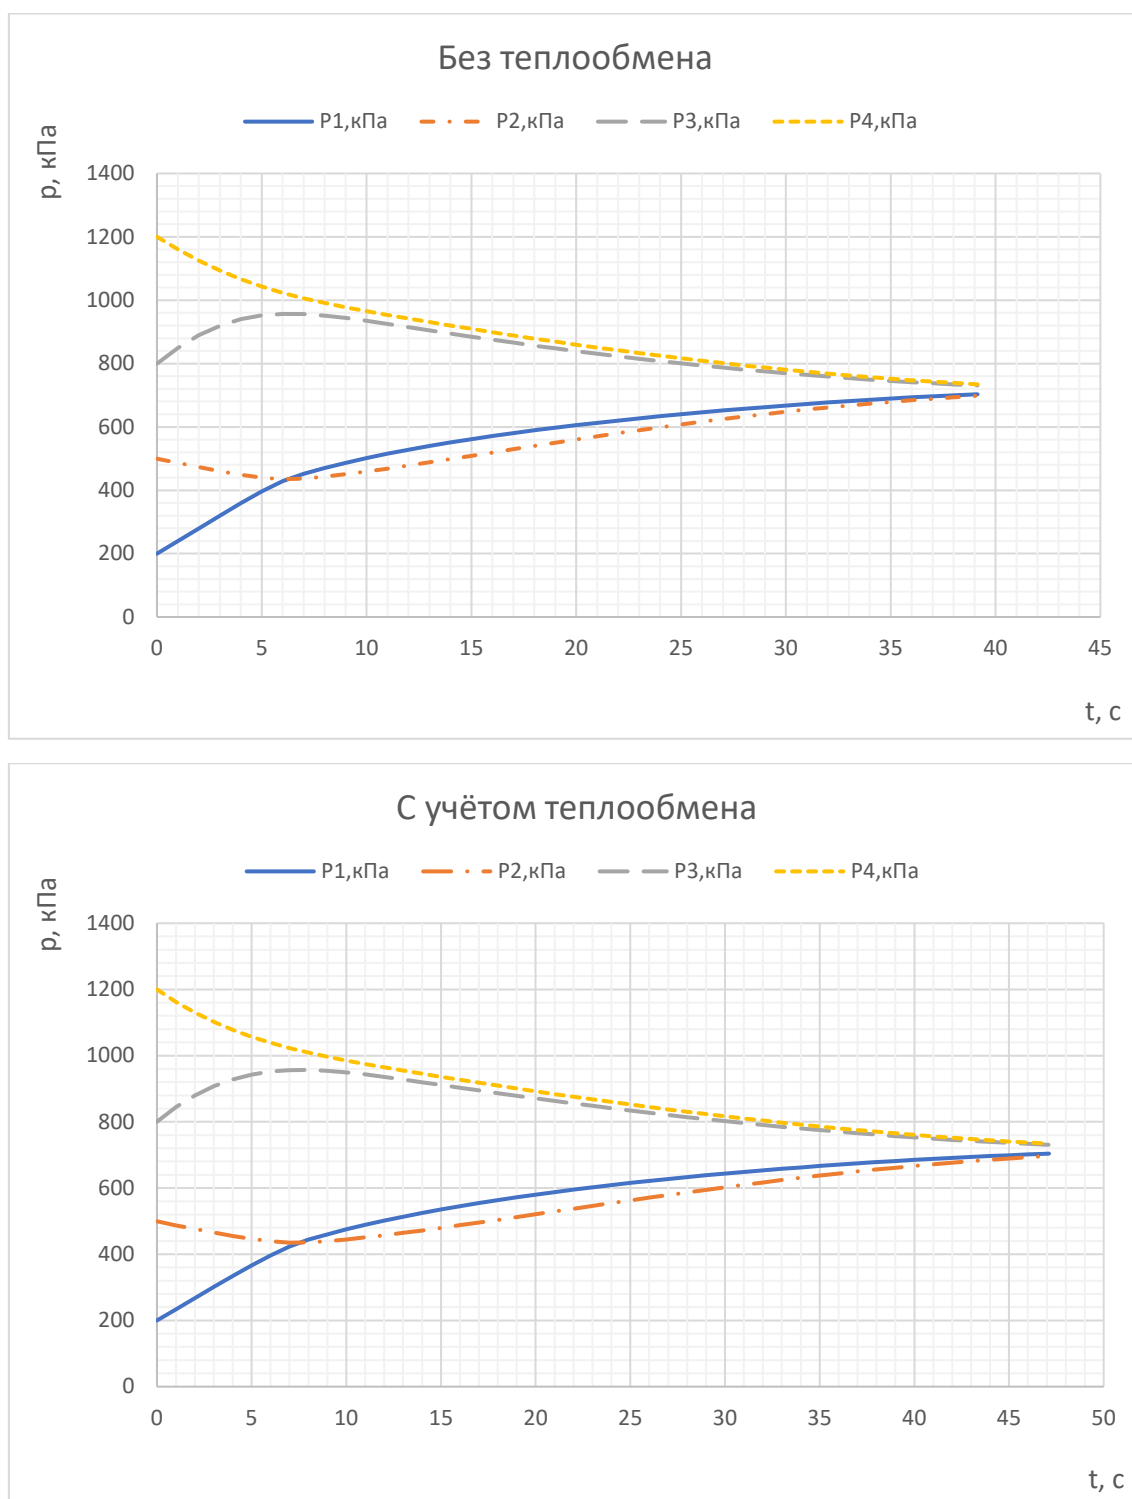 Без теплообмена
P1,кПа P2,кПа P3,кПа P4,кПа
p, кПа
1400
1200
1000
800
600
400
200
0
0 5 10 15 20 25 30 35 40 45
t, с
С учётом теплообмена
P1,кПа P2,кПа P3,кПа P4,кПа
p, кПа
1400
1200
1000
800
600
400
200
0
0 5 10 15 20 25 30 35 40 45 50
t, с